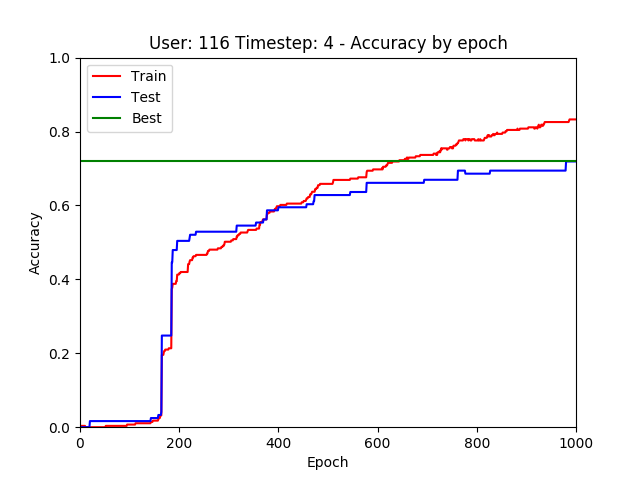 User: 116 Timestep: 4 - Accuracy by epoch
Train
Test
Best
Accuracy
1.0
0.8
0.6
0.4
0.2
0.0
0 200 400 600 800 1000
Epoch